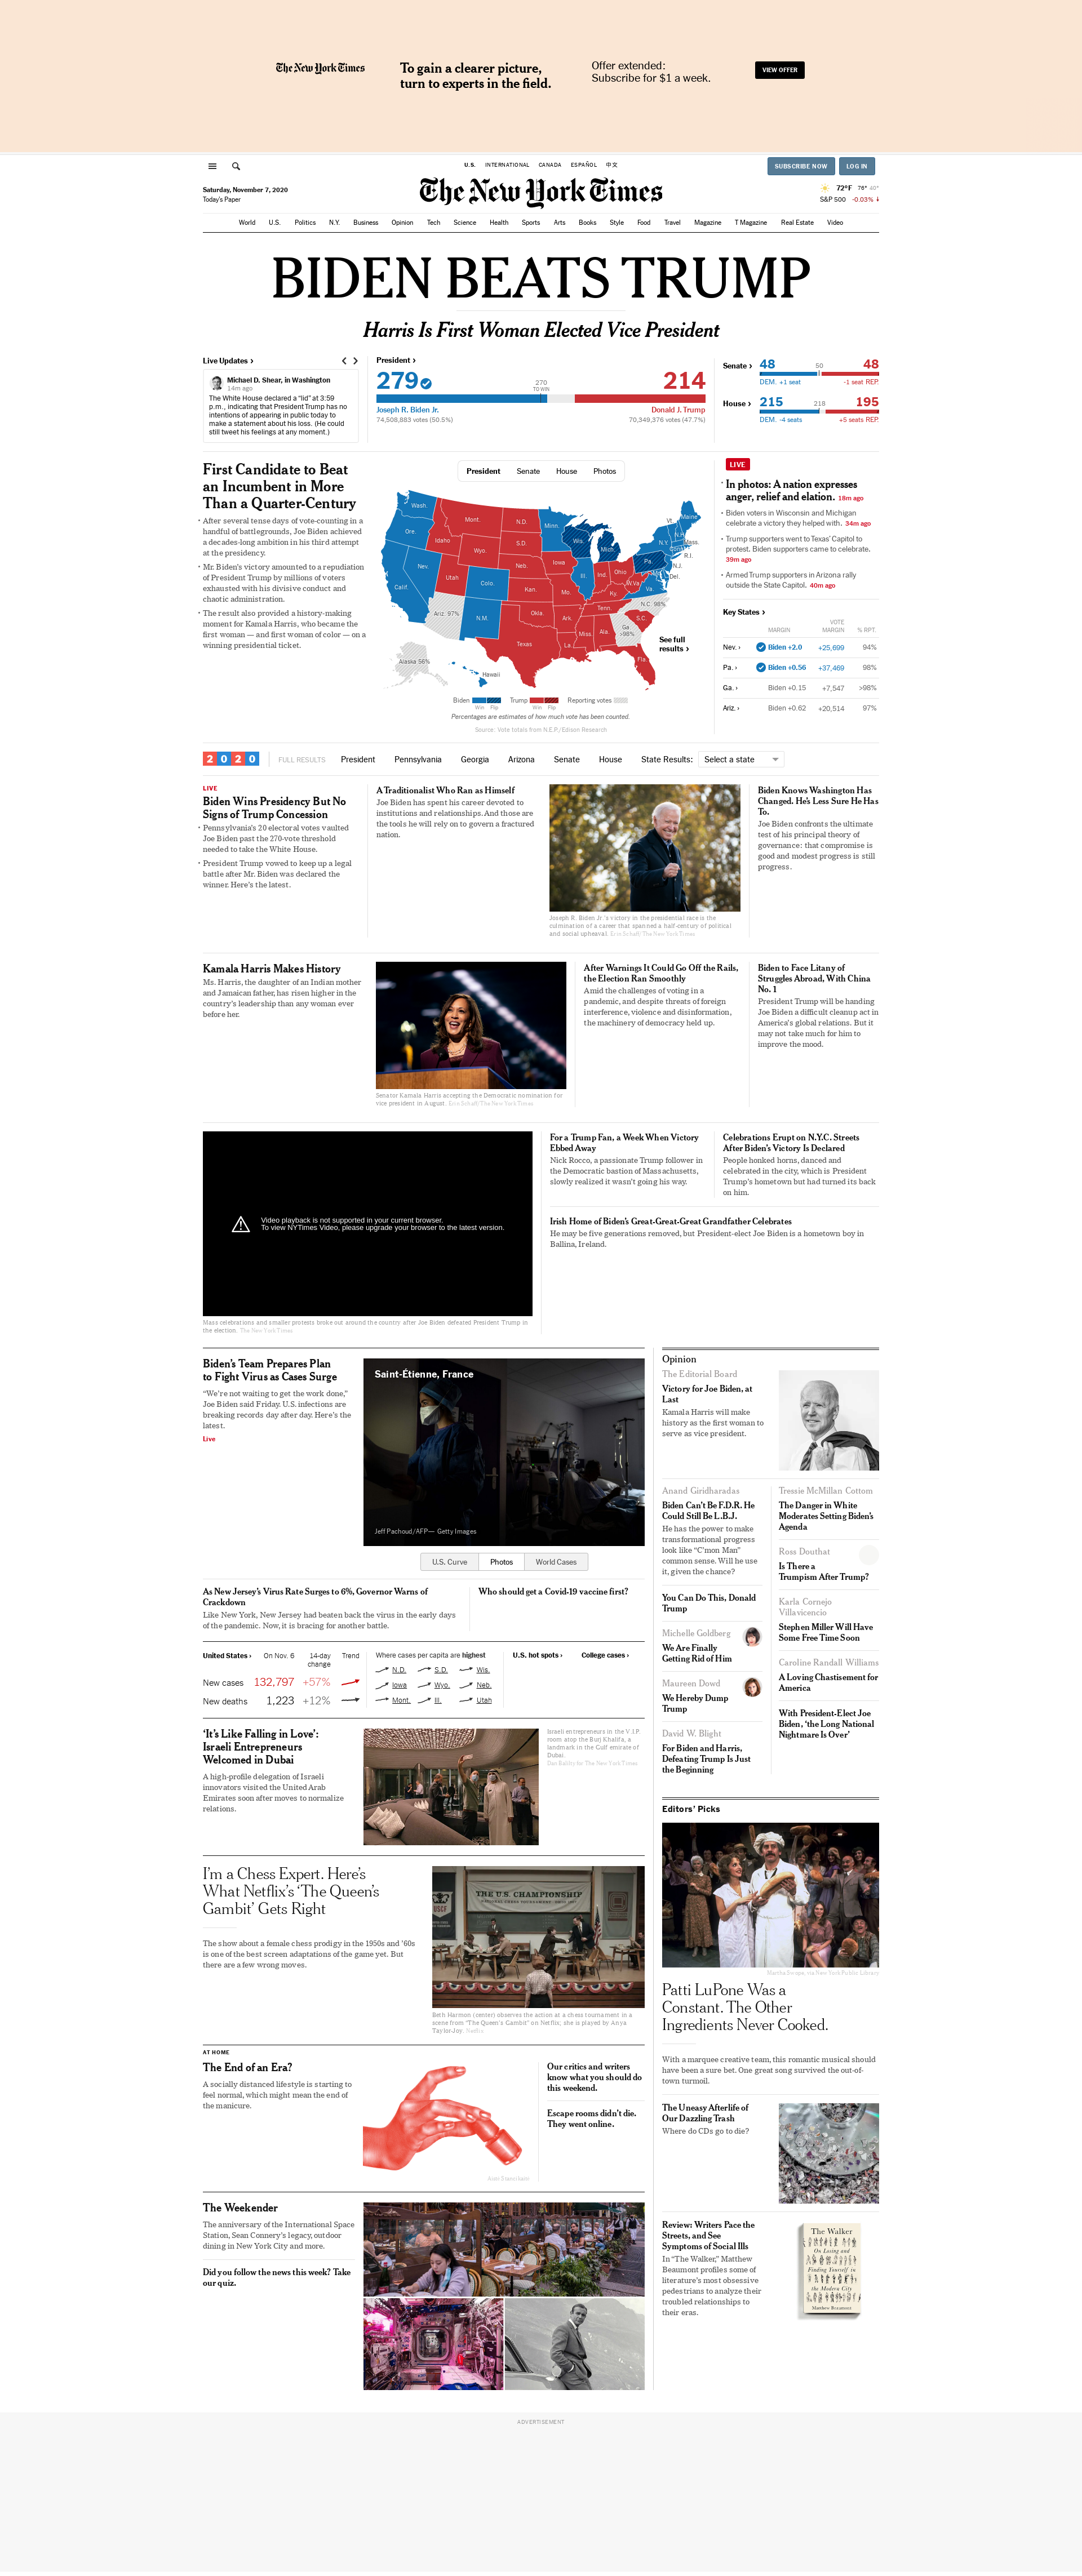 The New York Times
To gain a clearer picture,
turn to experts in the field.
Offer extended:
Subscribe for $1 a week.
VIEW OFFER
U.S. INTERNATIONAL CANADA ESPAÑOL 中文
SUBSCRIBE NOW LOG IN
Saturday, November 7, 2020
Today's Paper
The New York Times
72°F 76° 40°
S&P 500 -0.03% ↓
World U.S. Politics N.Y. Business Opinion Tech Science Health Sports Arts Books Style Food Travel Magazine T Magazine Real Estate Video
BIDEN BEATS TRUMP
Harris Is First Woman Elected Vice President
Live Updates ›
Michael D. Shear, in Washington
14m ago
The White House declared a “lid” at 3:59
p.m., indicating that President Trump has no
intentions of appearing in public today to
make a statement about his loss. (He could
still tweet his feelings at any moment.)
President ›
279 270 TO WIN 214
Joseph R. Biden Jr. Donald J. Trump
74,508,883 votes (50.5%) 70,349,376 votes (47.7%)
Senate › 48 50 48
DEM. +1 seat -1 seat REP.
House › 215 218 195
DEM. -4 seats +5 seats REP.
First Candidate to Beat
an Incumbent in More
Than a Quarter-Century
After several tense days of vote-counting in a
handful of battlegrounds, Joe Biden achieved
a decades-long ambition in his third attempt
at the presidency.
Mr. Biden's victory amounted to a repudiation
of President Trump by millions of voters
exhausted with his divisive conduct and
chaotic administration.
The result also provided a history-making
moment for Kamala Harris, who became the
first woman — and first woman of color — on a
winning presidential ticket.
President Senate House Photos
Wash.
Ore.
Calif.
Nev.
Idaho
Mont.
Wyo.
Utah
Colo.
Ariz. 97%
N.M.
N.D.
S.D.
Neb.
Kan.
Okla.
Texas
Minn.
Iowa
Mo.
Ark.
La.
Wis.
Ill.
Mich.
Ind.
Ohio
Ky.
Tenn.
Miss.
Ala.
Ga. >98%
Fla.
S.C.
N.C. 98%
Va.
W.Va.
Pa.
N.Y.
Vt.
N.H.
Maine
Mass.
Conn.
R.I.
N.J.
Del.
Alaska 56%
Hawaii
See full
results ›
Biden Win Flip Trump Win Flip Reporting votes
Percentages are estimates of how much vote has been counted.
Source: Vote totals from N.E.P./Edison Research
LIVE
In photos: A nation expresses
anger, relief and elation. 18m ago
Biden voters in Wisconsin and Michigan
celebrate a victory they helped with. 34m ago
Trump supporters went to Texas' Capitol to
protest. Biden supporters came to celebrate.
39m ago
Armed Trump supporters in Arizona rally
outside the State Capitol. 40m ago
Key States ›
MARGIN VOTE MARGIN % RPT.
Nev. › Biden +2.0 +25,699 94%
Pa. › Biden +0.56 +37,469 98%
Ga. › Biden +0.15 +7,547 >98%
Ariz. › Biden +0.62 +20,514 97%
2020 FULL RESULTS President Pennsylvania Georgia Arizona Senate House State Results: Select a state
LIVE
Biden Wins Presidency But No
Signs of Trump Concession
Pennsylvania's 20 electoral votes vaulted
Joe Biden past the 270-vote threshold
needed to take the White House.
President Trump vowed to keep up a legal
battle after Mr. Biden was declared the
winner. Here's the latest.
A Traditionalist Who Ran as Himself
Joe Biden has spent his career devoted to
institutions and relationships. And those are
the tools he will rely on to govern a fractured
nation.
Joseph R. Biden Jr.'s victory in the presidential race is the
culmination of a career that spanned a half-century of political
and social upheaval. Erin Schaff/The New York Times
Biden Knows Washington Has
Changed. He's Less Sure He Has
To.
Joe Biden confronts the ultimate
test of his principal theory of
governance: that compromise is
good and modest progress is still
progress.
Kamala Harris Makes History
Ms. Harris, the daughter of an Indian mother
and Jamaican father, has risen higher in the
country's leadership than any woman ever
before her.
Senator Kamala Harris accepting the Democratic nomination for
vice president in August. Erin Schaff/The New York Times
After Warnings It Could Go Off the Rails,
the Election Ran Smoothly
Amid the challenges of voting in a
pandemic, and despite threats of foreign
interference, violence and disinformation,
the machinery of democracy held up.
Biden to Face Litany of
Struggles Abroad, With China
No. 1
President Trump will be handing
Joe Biden a difficult cleanup act in
America's global relations. But it
may not take much for him to
improve the mood.
Video playback is not supported in your current browser.
To view NYTimes Video, please upgrade your browser to the latest version.
Mass celebrations and smaller protests broke out around the country after Joe Biden defeated President Trump in
the election. The New York Times
For a Trump Fan, a Week When Victory
Ebbed Away
Nick Rocco, a passionate Trump follower in
the Democratic bastion of Massachusetts,
slowly realized it wasn't going his way.
Celebrations Erupt on N.Y.C. Streets
After Biden's Victory Is Declared
People honked horns, danced and
celebrated in the city, which is President
Trump's hometown but had turned its back
on him.
Irish Home of Biden's Great-Great-Great Grandfather Celebrates
He may be five generations removed, but President-elect Joe Biden is a hometown boy in
Ballina, Ireland.
Biden's Team Prepares Plan
to Fight Virus as Cases Surge
“We're not waiting to get the work done,”
Joe Biden said Friday. U.S. infections are
breaking records day after day. Here's the
latest.
Live
Saint-Étienne, France
Jeff Pachoud/AFP— Getty Images
U.S. Curve Photos World Cases
As New Jersey's Virus Rate Surges to 6%, Governor Warns of
Crackdown
Like New York, New Jersey had beaten back the virus in the early days
of the pandemic. Now, it is bracing for another battle.
Who should get a Covid-19 vaccine first?
United States › On Nov. 6 14-day change Trend
New cases 132,797 +57%
New deaths 1,223 +12%
Where cases per capita are highest
N.D. S.D. Wis.
Iowa Wyo. Neb.
Mont. Ill. Utah
U.S. hot spots › College cases ›
‘It's Like Falling in Love’:
Israeli Entrepreneurs
Welcomed in Dubai
A high-profile delegation of Israeli
innovators visited the United Arab
Emirates soon after moves to normalize
relations.
Israeli entrepreneurs in the V.I.P.
room atop the Burj Khalifa, a
landmark in the Gulf emirate of
Dubai.
Dan Balilty for The New York Times
I'm a Chess Expert. Here's
What Netflix's ‘The Queen's
Gambit’ Gets Right
The show about a female chess prodigy in the 1950s and '60s
is one of the best screen adaptations of the game yet. But
there are a few wrong moves.
THE U.S. CHAMPIONSHIP
USCF
Beth Harmon (center) observes the action at a chess tournament in a
scene from “The Queen's Gambit” on Netflix; she is played by Anya
Taylor-Joy. Netflix
AT HOME
The End of an Era?
A socially distanced lifestyle is starting to
feel normal, which might mean the end of
the manicure.
Our critics and writers
know what you should do
this weekend.
Escape rooms didn't die.
They went online.
The Weekender
The anniversary of the International Space
Station, Sean Connery's legacy, outdoor
dining in New York City and more.
Did you follow the news this week? Take
our quiz.
Opinion
The Editorial Board
Victory for Joe Biden, at
Last
Kamala Harris will make
history as the first woman to
serve as vice president.
Anand Giridharadas
Biden Can't Be F.D.R. He
Could Still Be L.B.J.
He has the power to make
transformational progress
look like “C'mon Man”
common sense. Will he use
it, given the chance?
You Can Do This, Donald
Trump
Michelle Goldberg
We Are Finally
Getting Rid of Him
Maureen Dowd
We Hereby Dump
Trump
David W. Blight
For Biden and Harris,
Defeating Trump Is Just
the Beginning
Tressie McMillan Cottom
The Danger in White
Moderates Setting Biden's
Agenda
Ross Douthat
Is There a
Trumpism After Trump?
Karla Cornejo
Villavicencio
Stephen Miller Will Have
Some Free Time Soon
Caroline Randall Williams
A Loving Chastisement for
America
With President-Elect Joe
Biden, ‘the Long National
Nightmare Is Over’
Editors' Picks
Martha Swope, via New York Public Library
Patti LuPone Was a
Constant. The Other
Ingredients Never Cooked.
With a marquee creative team, this romantic musical should
have been a sure bet. One great song survived the out-of-
town turmoil.
The Uneasy Afterlife of
Our Dazzling Trash
Where do CDs go to die?
Review: Writers Pace the
Streets, and See
Symptoms of Social Ills
In “The Walker,” Matthew
Beaumont profiles some of
literature's most obsessive
pedestrians to analyze their
troubled relationships to
their eras.
The Walker
On Losing and
Finding Yourself in
the Modern City
Matthew Beaumont
ADVERTISEMENT